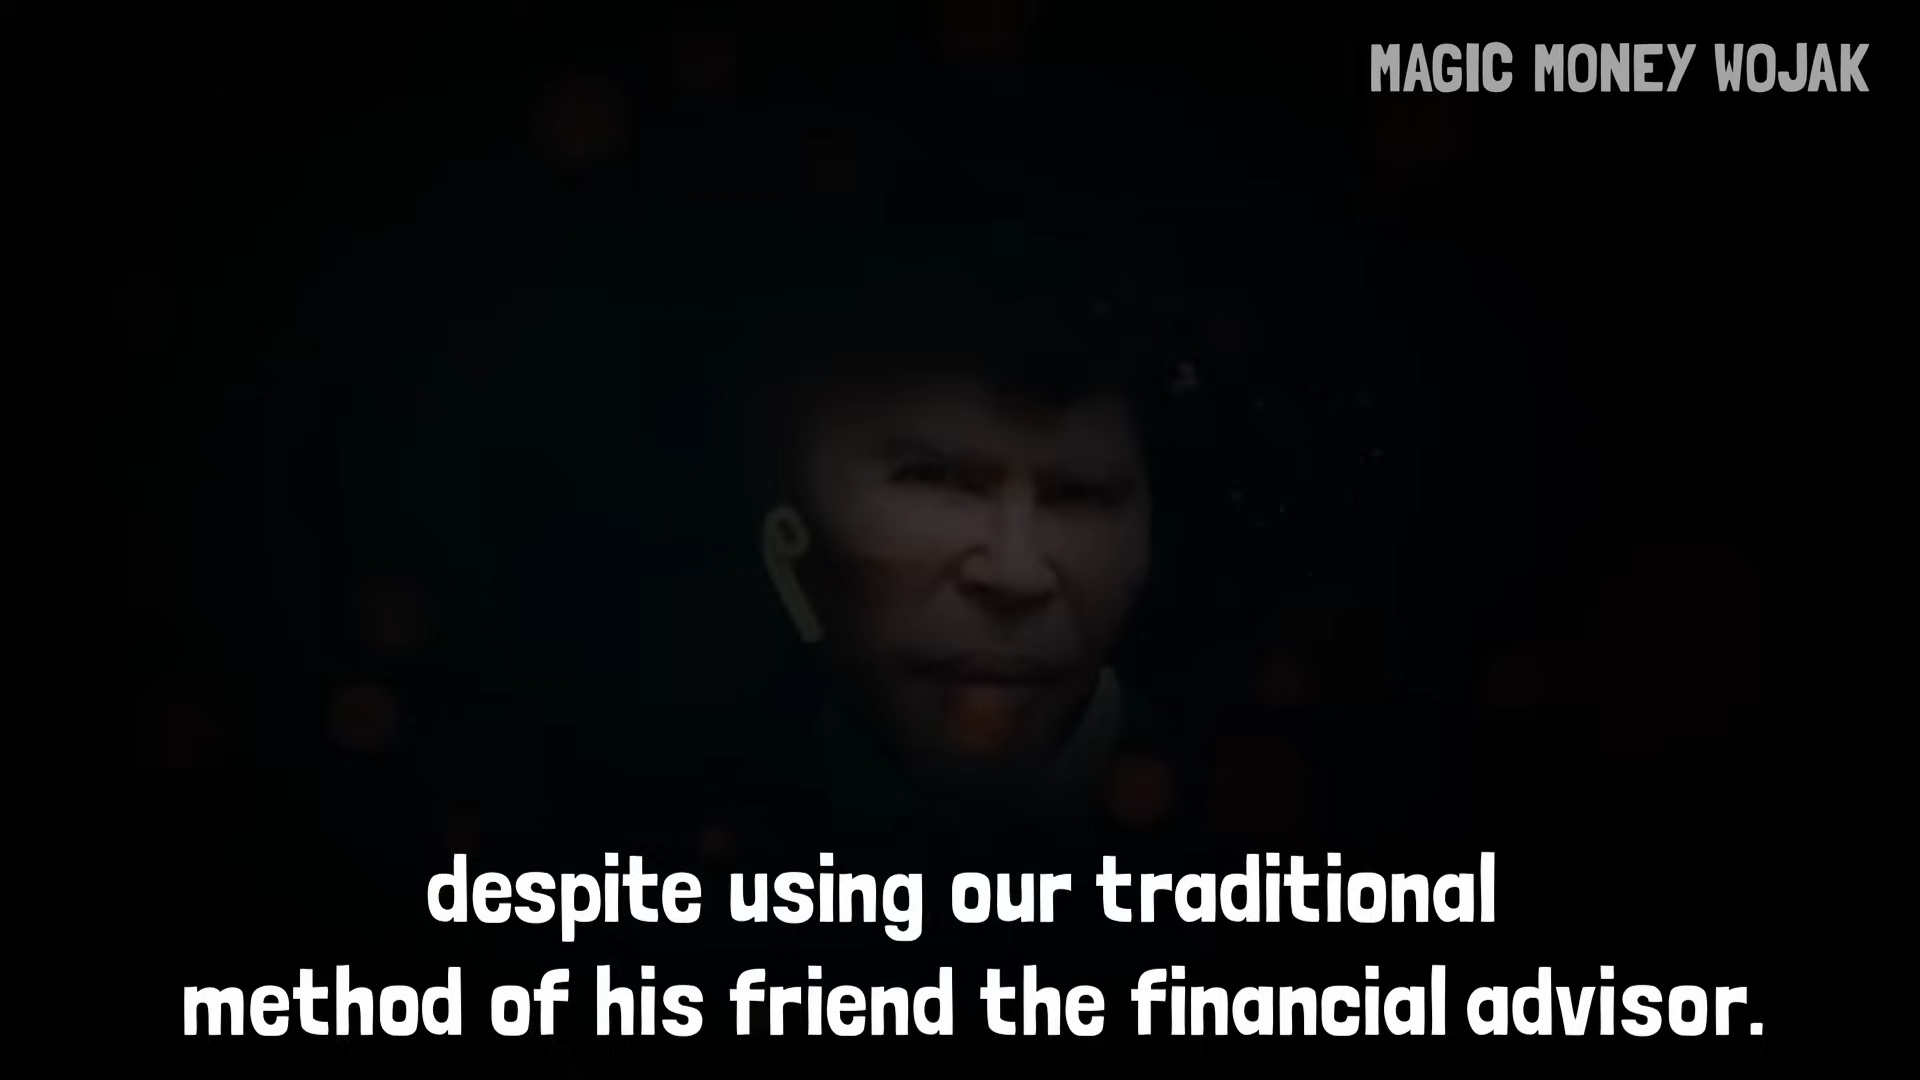 MAGIC MONEY WOJAK
despite using our traditional
method of his friend the financial advisor.